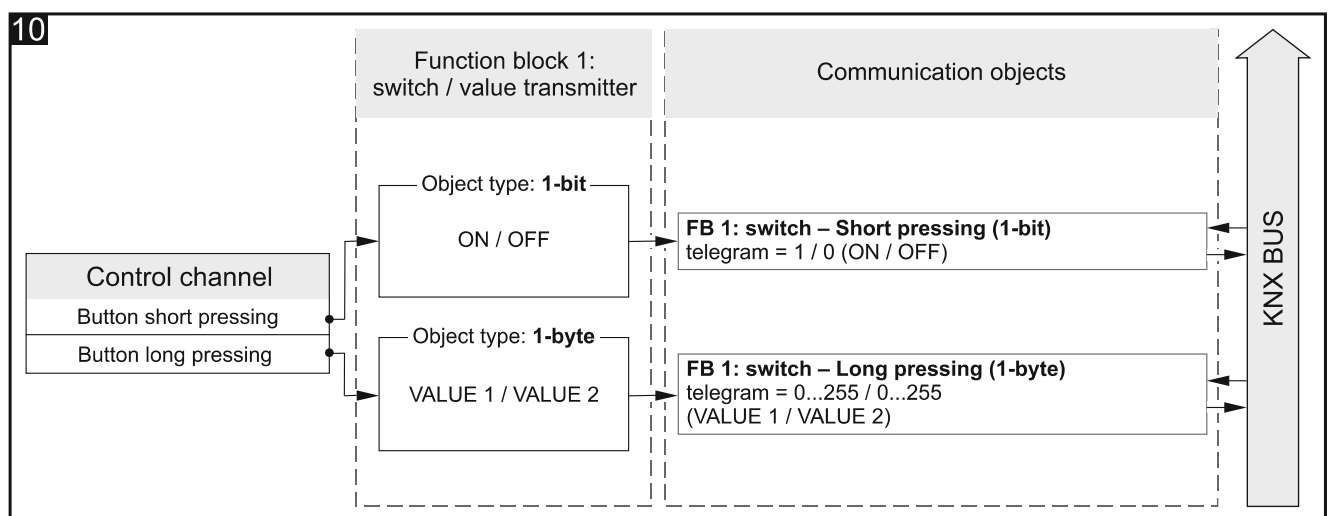 10
Function block 1:
switch / value transmitter
Communication objects
Object type: 1-bit
ON / OFF
FB 1: switch – Short pressing (1-bit)
telegram = 1 / 0 (ON / OFF)
Control channel
Button short pressing
Button long pressing
Object type: 1-byte
VALUE 1 / VALUE 2
FB 1: switch – Long pressing (1-byte)
telegram = 0...255 / 0...255
(VALUE 1 / VALUE 2)
KNX BUS